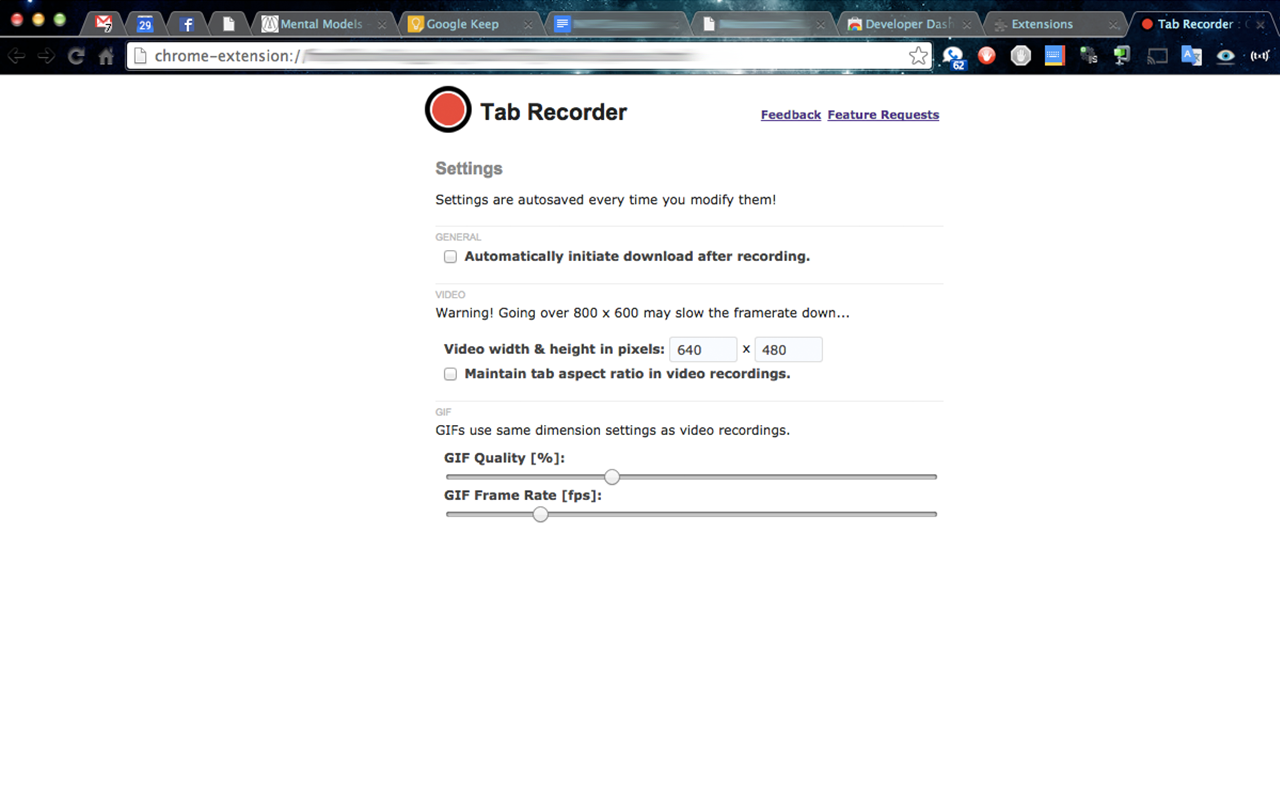 7
29
Mental Models -
Google Keep
Developer Dash
Extensions
Tab Recorder : O
chrome-extension:/
62
js
(txt)
Tab Recorder
Feedback Feature Requests
Settings
Settings are autosaved every time you modify them!
GENERAL
Automatically initiate download after recording.
VIDEO
Warning! Going over 800 x 600 may slow the framerate down...
Video width & height in pixels: 640 x 480
Maintain tab aspect ratio in video recordings.
GIF
GIFs use same dimension settings as video recordings.
GIF Quality [%]:
GIF Frame Rate [fps]: